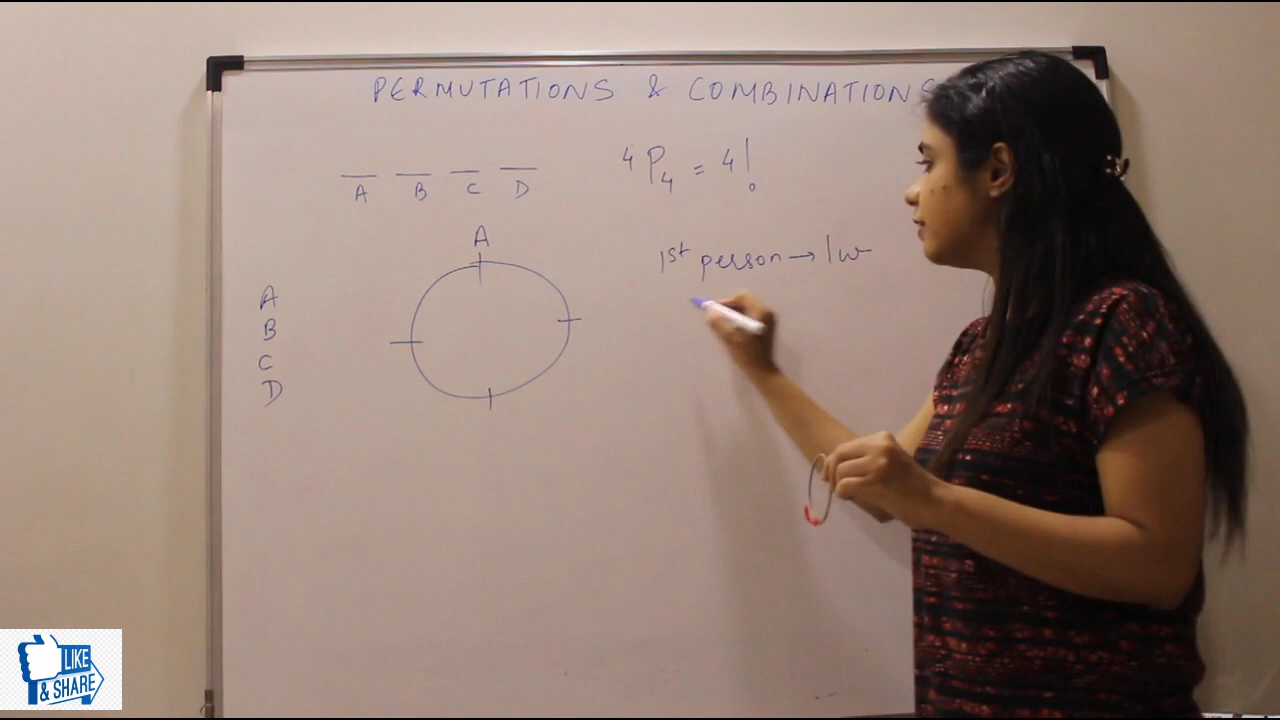 PERMUTATIONS & COMBINATIONS
A B C D
4P4 = 4!
A
1st person → 1w
A
B
C
D
LIKE
& SHARE